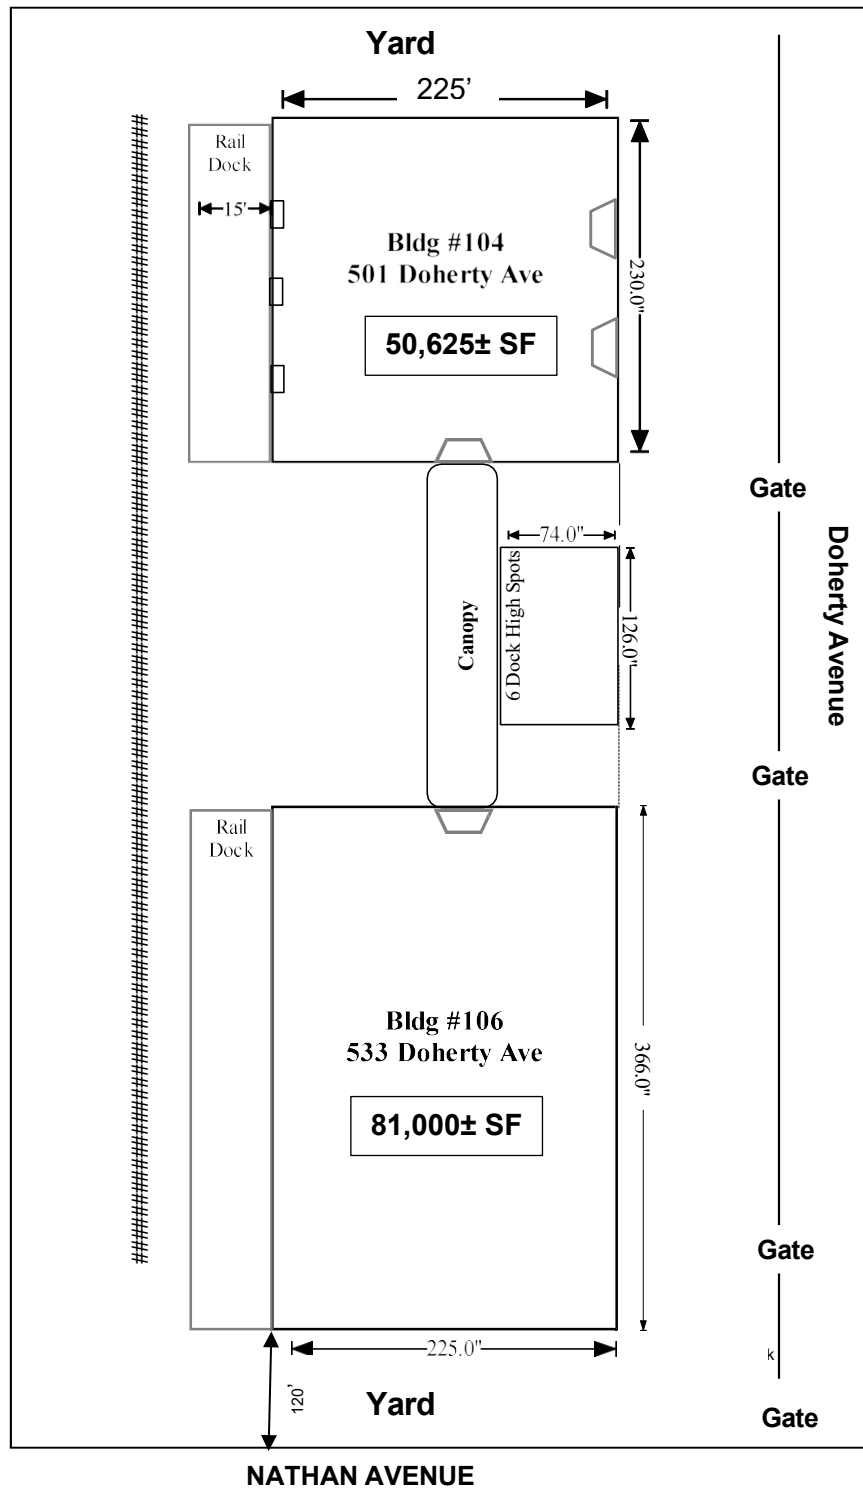 Yard
225'
Rail
Dock
15'
Bldg #104
501 Doherty Ave
230.0"
50,625± SF
Gate
74.0"
6 Dock High Spots
126.0"
Canopy
Doherty Avenue
Gate
Rail
Dock
Bldg #106
533 Doherty Ave
366.0"
81,000± SF
Gate
225.0"
k
120'
Yard
Gate
NATHAN AVENUE